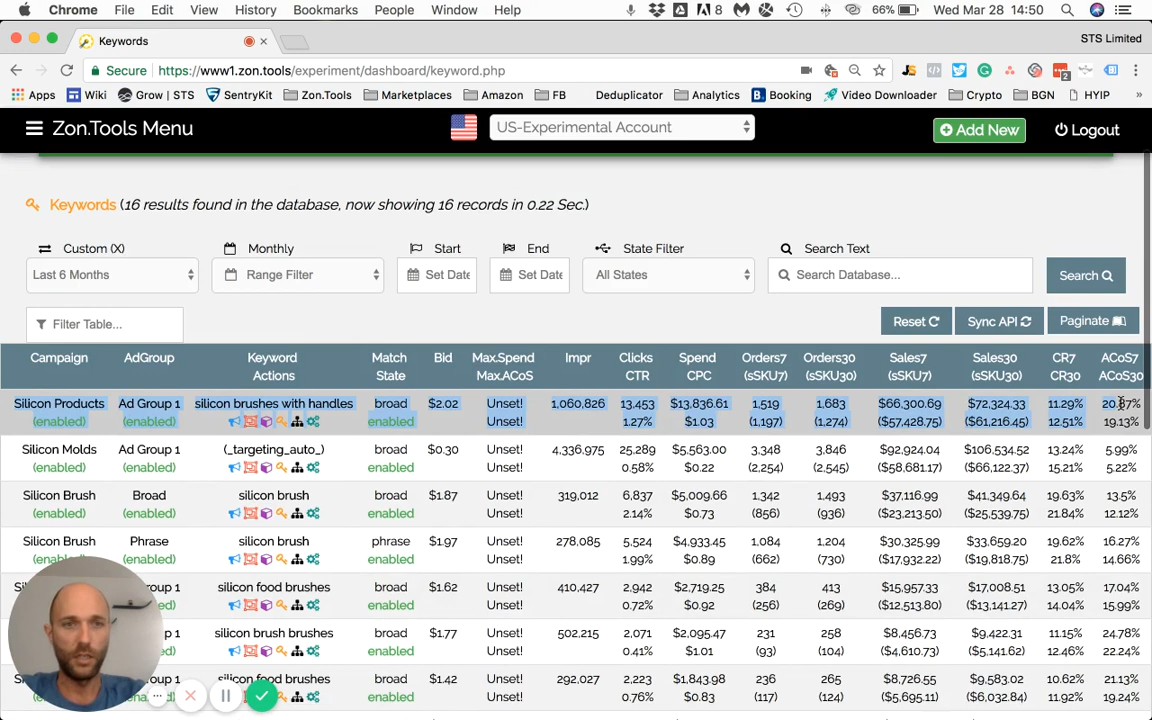 Chrome File Edit View History Bookmarks People Window Help 8 66% Wed Mar 28 14:50
Keywords STS Limited
Secure https://www1.zon.tools/experiment/dashboard/keyword.php
Apps Wiki Grow | STS SentryKit Zon.Tools Marketplaces Amazon FB Deduplicator Analytics Booking Video Downloader Crypto BGN HYIP »
Zon.Tools Menu US-Experimental Account Add New Logout
Keywords (16 results found in the database, now showing 16 records in 0.22 Sec.)
Custom (X) Monthly Start End State Filter Search Text
Last 6 Months Range Filter Set Date Set Date All States Search Database... Search
Filter Table... Reset Sync API Paginate
Campaign AdGroup Keyword Match Bid Max.Spend Impr Clicks Spend Orders7 Orders30 Sales7 Sales30 CR7 ACoS7
Actions State Max.ACoS CTR CPC (sSKU7) (sSKU30) (sSKU7) (sSKU30) CR30 ACoS30
Silicon Products Ad Group 1 silicon brushes with handles broad $2.02 Unset! 1,060,826 13,453 $13,836.61 1,519 1,683 $66,300.69 $72,324.33 11.29%
(enabled) (enabled) enabled Unset! 1.27% $1.03 (1,197) (1,274) ($57,428.75) ($61,216.45) 12.51% 19.13%
Silicon Molds Ad Group 1 (_targeting_auto_) broad $0.30 Unset! 4,336,975 25,289 $5,563.00 3,348 3,846 $92,924.04 $106,534.52 13.24% 5.99%
(enabled) (enabled) enabled Unset! 0.58% $0.22 (2,254) (2,545) ($58,681.17) ($66,122.37) 15.21% 5.22%
Silicon Brush Broad silicon brush broad $1.87 Unset! 319,012 6,837 $5,009.66 1,342 1,493 $37,116.99 $41,349.64 19.63% 13.5%
(enabled) (enabled) enabled Unset! 2.14% $0.73 (856) (936) ($23,213.50) ($25,539.75) 21.84% 12.12%
Silicon Brush Phrase silicon brush phrase $1.97 Unset! 278,085 5,524 $4,933.45 1,084 1,204 $30,325.99 $33,659.20 19.62% 16.27%
(enabled) enabled Unset! 1.99% $0.89 (662) (730) ($17,932.22) ($19,818.75) 21.8% 14.66%
silicon food brushes broad $1.62 Unset! 410,427 2,942 $2,719.25 384 413 $15,957.33 $17,008.51 13.05% 17.04%
(enabled) enabled Unset! 0.72% $0.92 (256) (269) ($12,513.80) ($13,141.27) 14.04% 15.99%
silicon brush brushes broad $1.77 Unset! 502,215 2,071 $2,095.47 231 258 $8,456.73 $9,422.31 11.15% 24.78%
(enabled) enabled Unset! 0.41% $1.01 (93) (104) ($4,610.73) ($5,141.62) 12.46% 22.24%
silicon food brushes broad $1.42 Unset! 292,027 2,223 $1,843.98 236 265 $8,726.55 $9,583.02 10.62% 21.13%
enabled Unset! 0.76% $0.83 (117) (124) ($5,695.11) ($6,032.84) 11.92% 19.24%